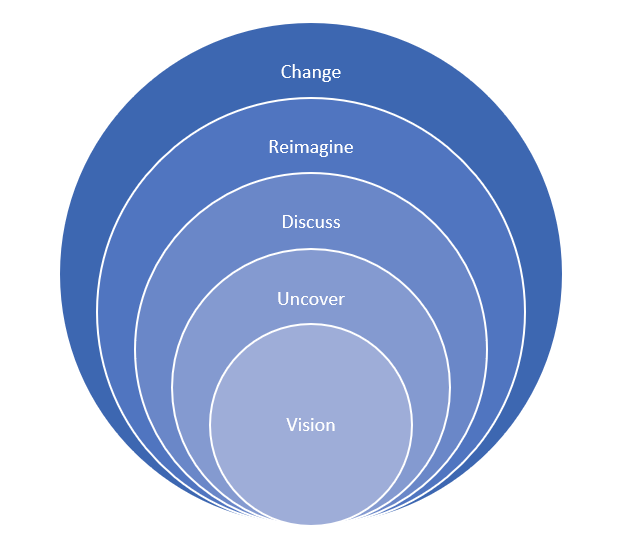 Change
Reimagine
Discuss
Uncover
Vision